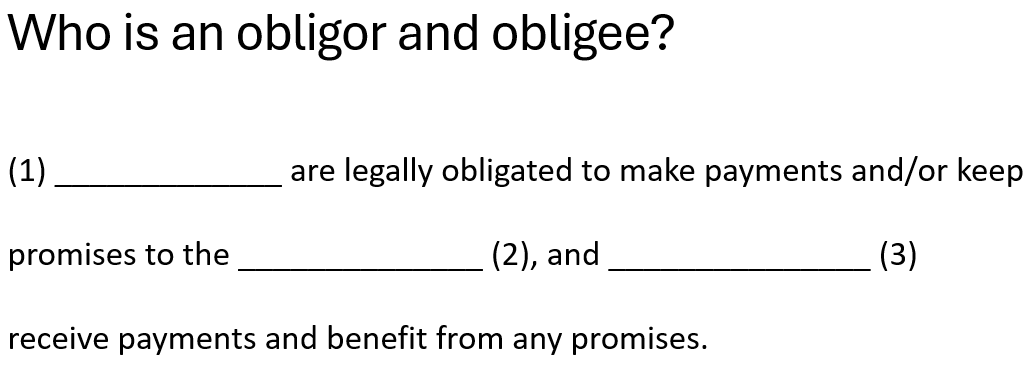 Who is an obligor and obligee?
(1) ______________ are legally obligated to make payments and/or keep
promises to the _______________ (2), and ________________ (3)
receive payments and benefit from any promises.